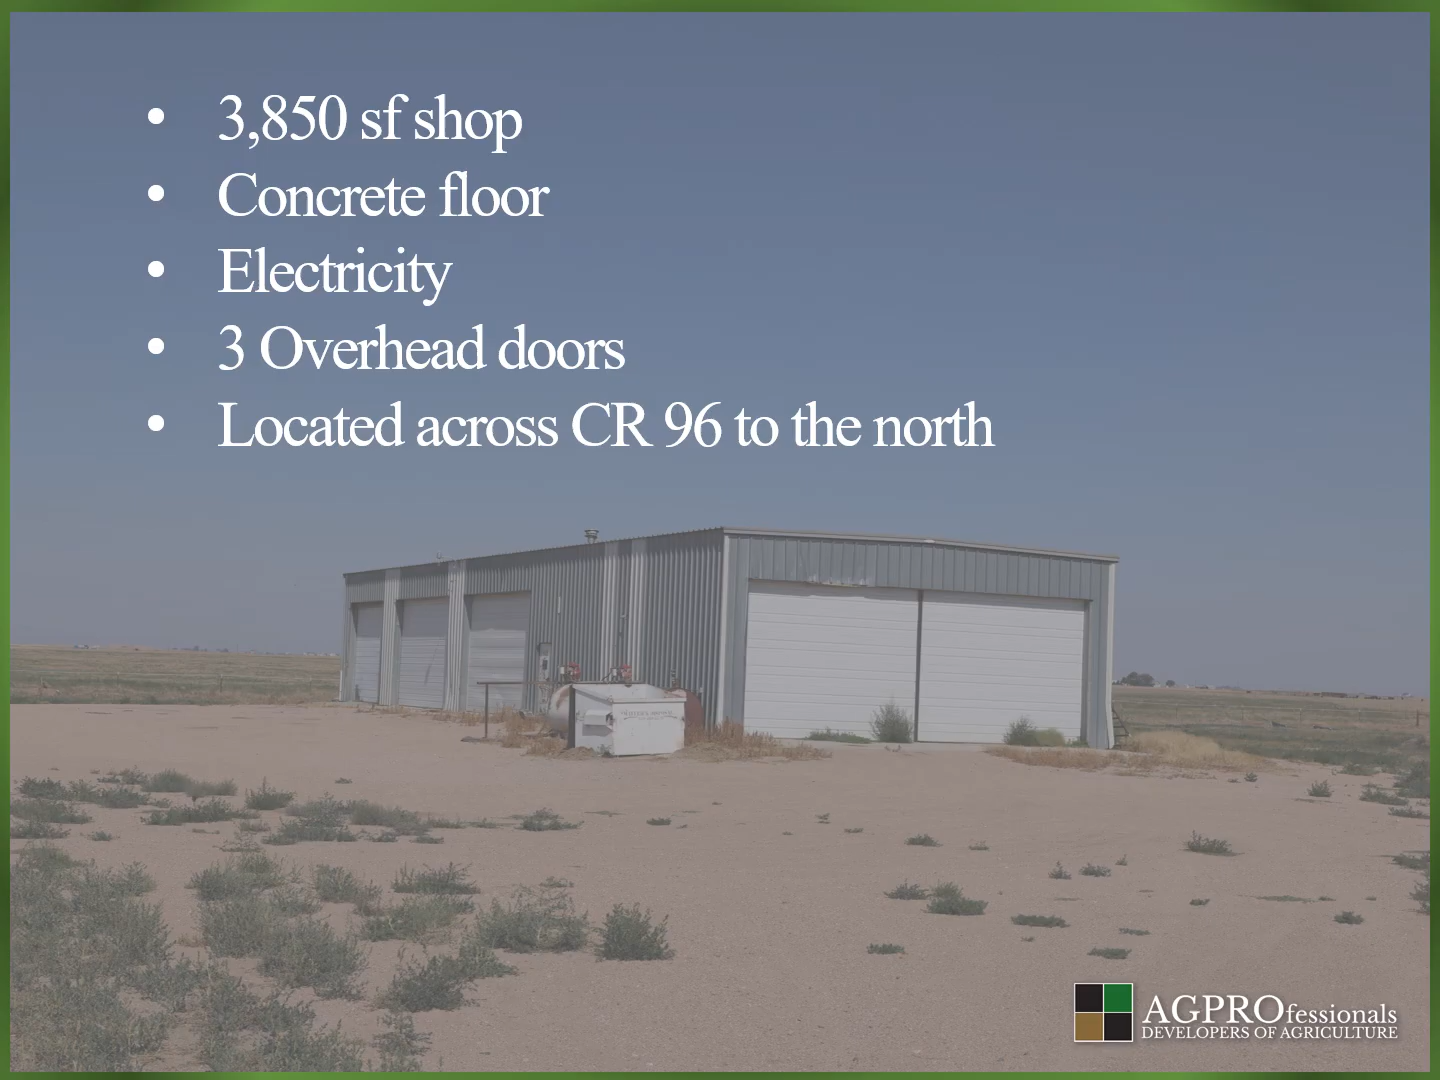 • 3,850 sf shop
• Concrete floor
• Electricity
• 3 Overhead doors
• Located across CR 96 to the north
AGPROfessionals
DEVELOPERS OF AGRICULTURE